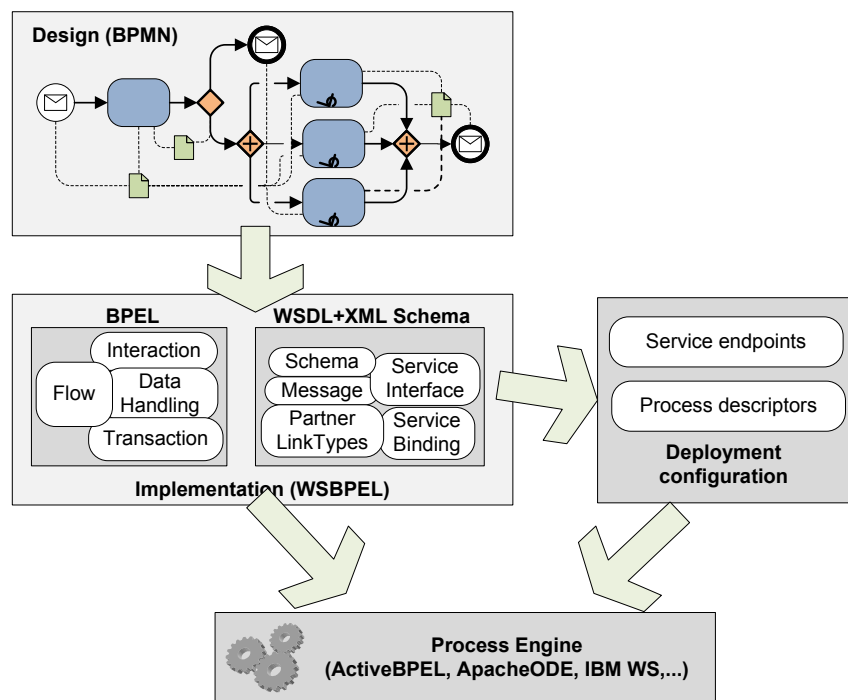 Design (BPMN)
BPEL
WSDL+XML Schema
Interaction
Flow
Data
Handling
Transaction
Schema
Message
Service
Interface
Partner
LinkTypes
Service
Binding
Implementation (WSBPEL)
Service endpoints
Process descriptors
Deployment
configuration
Process Engine
(ActiveBPEL, ApacheODE, IBM WS,...)